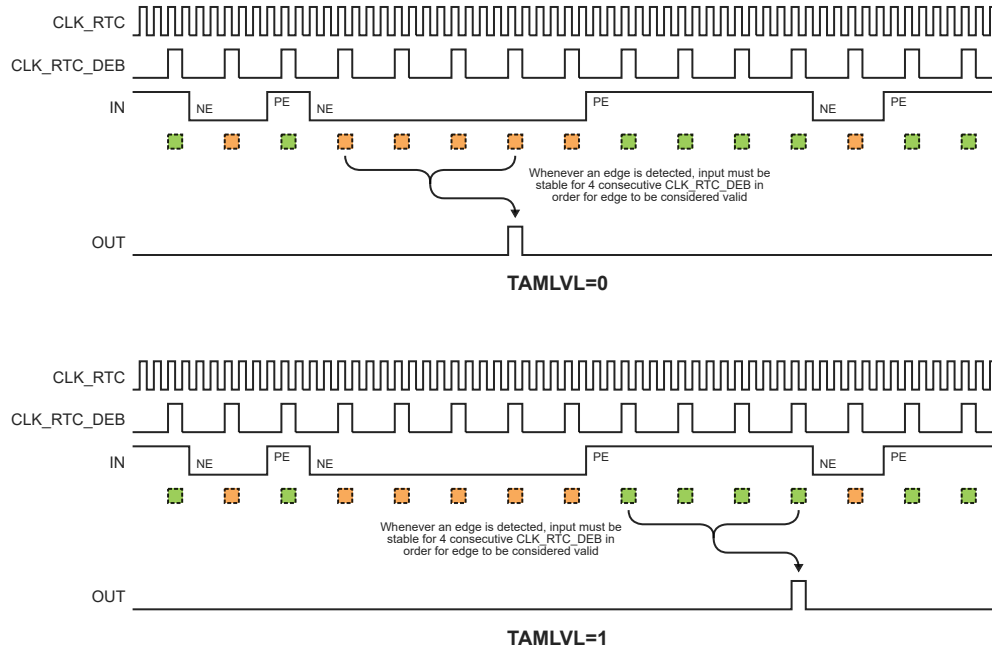 CLK_RTC
CLK_RTC_DEB
IN
NE
PE
NE
PE
NE
PE
Whenever an edge is detected, input must be
stable for 4 consecutive CLK_RTC_DEB in
order for edge to be considered valid
OUT
TAMLVL=0
CLK_RTC
CLK_RTC_DEB
IN
NE
PE
NE
PE
NE
PE
Whenever an edge is detected, input must be
stable for 4 consecutive CLK_RTC_DEB in
order for edge to be considered valid
OUT
TAMLVL=1